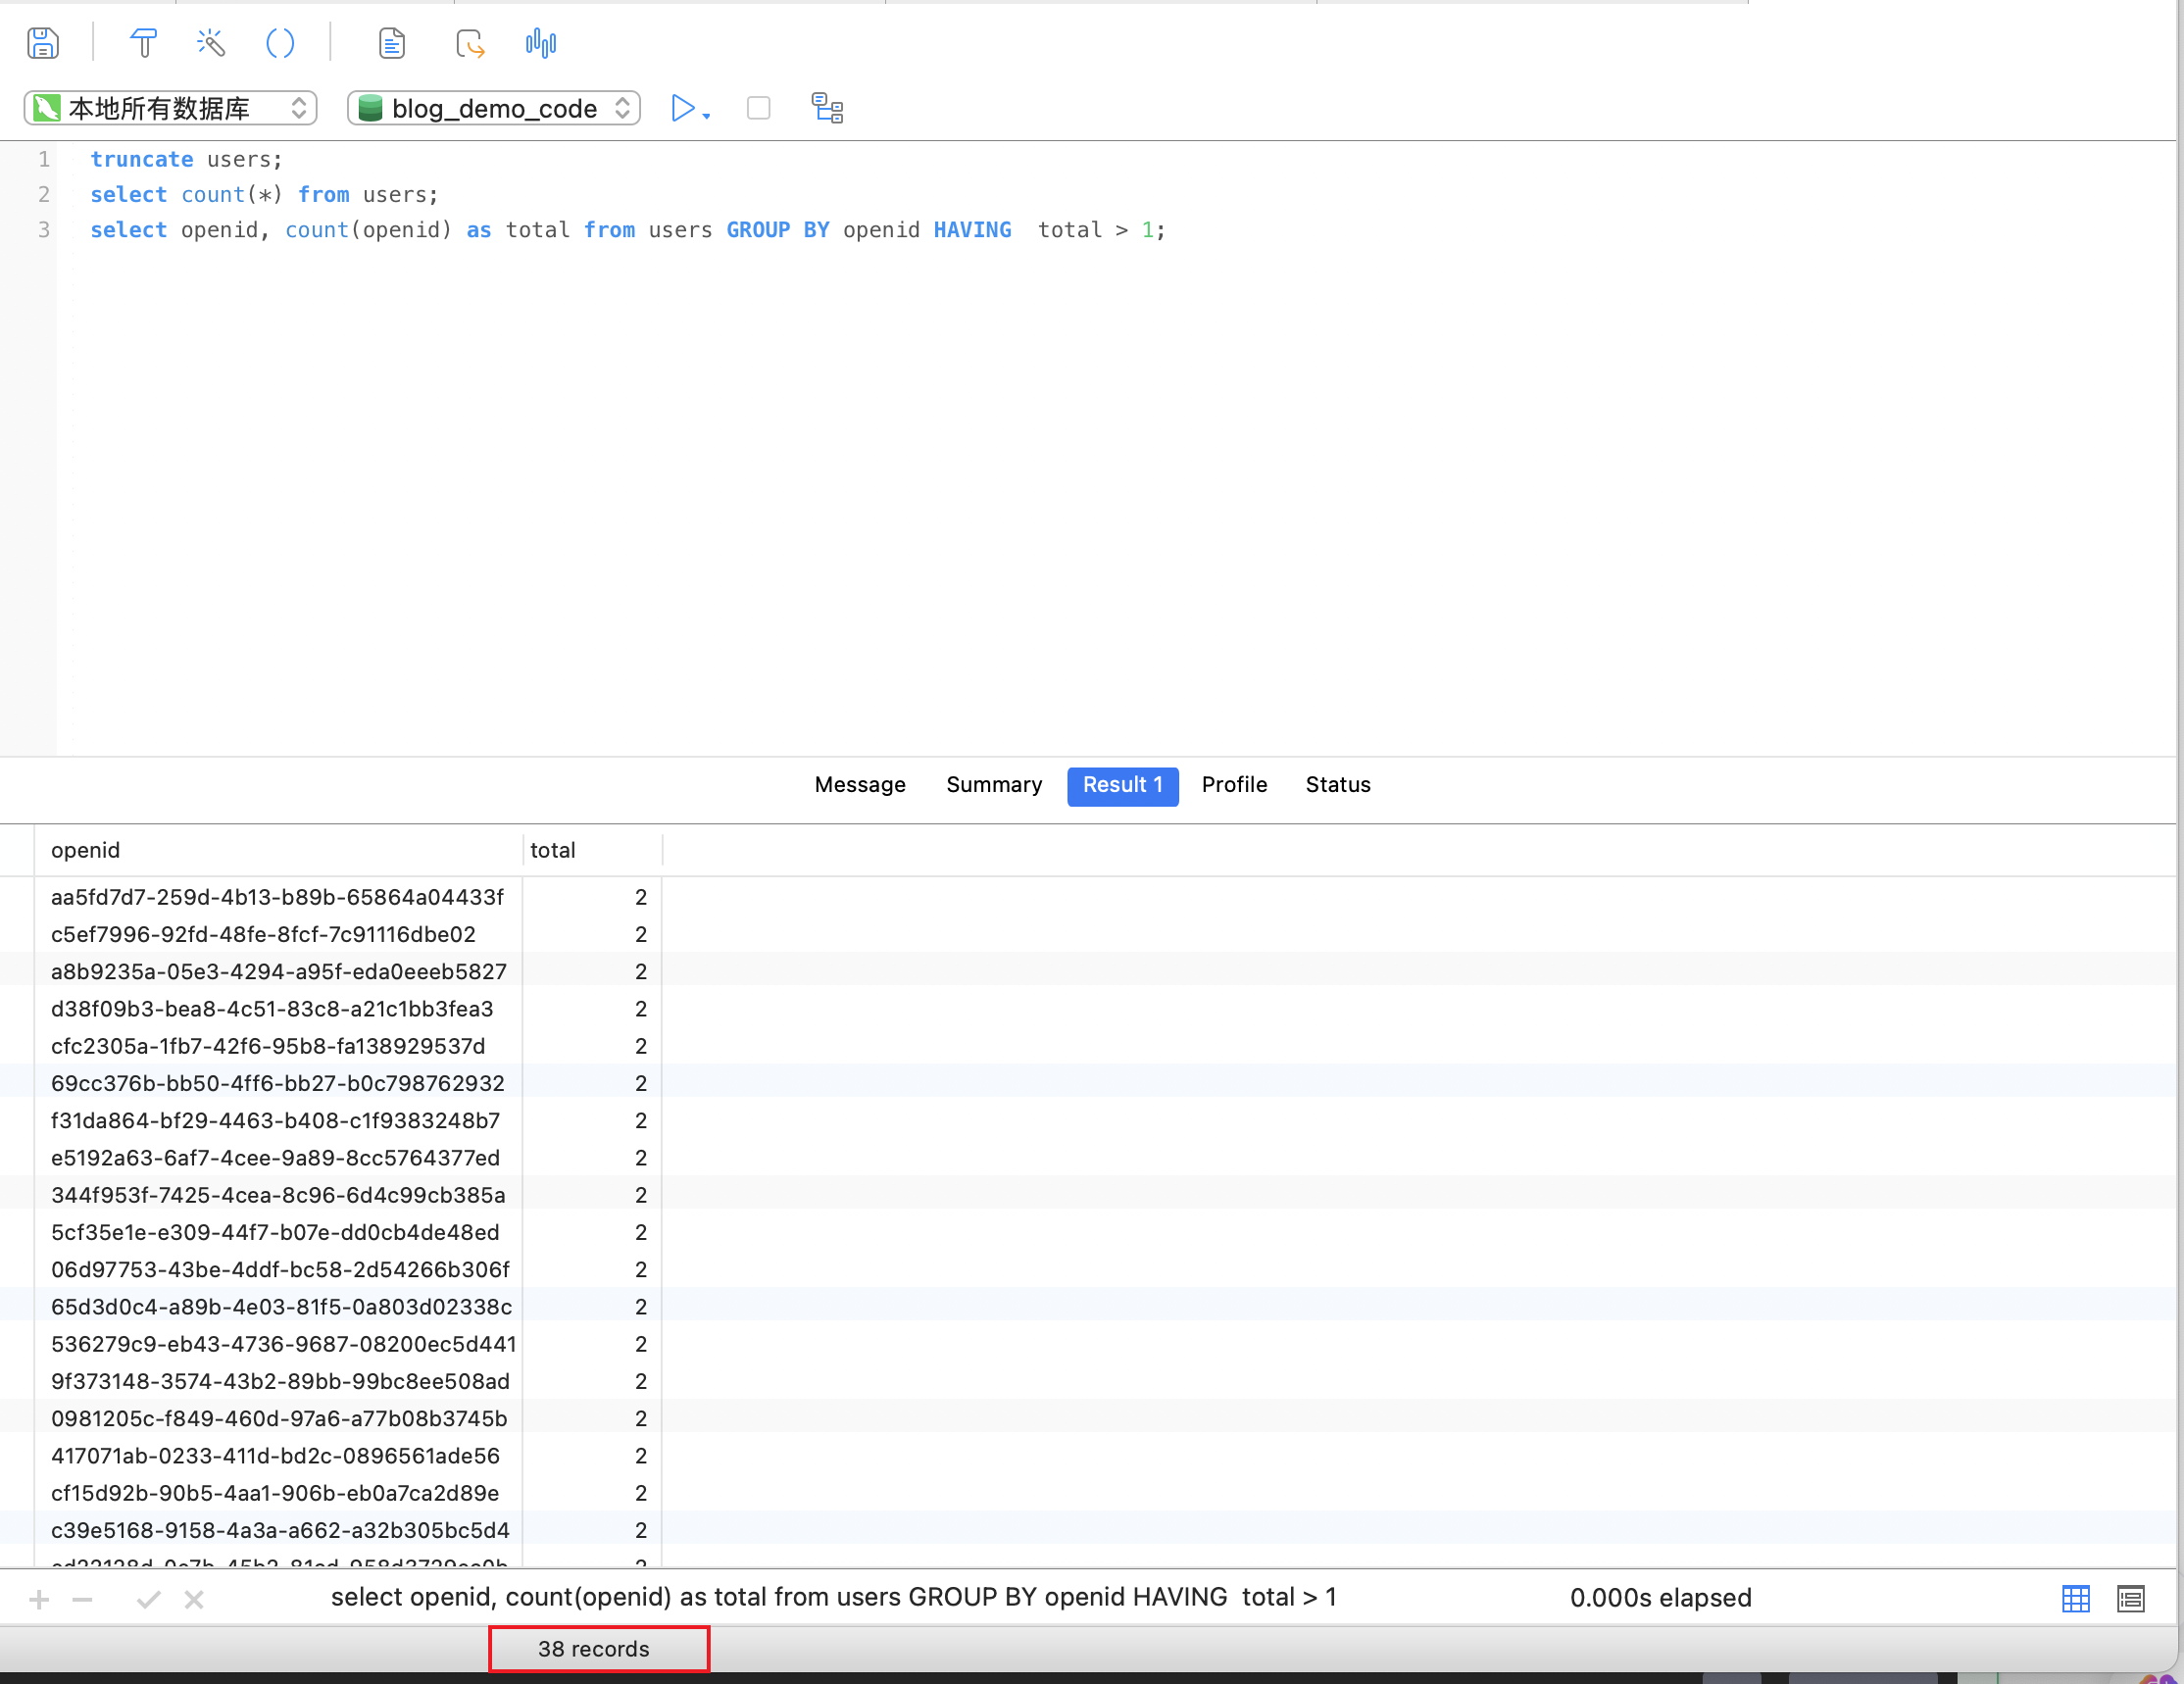 本地所有数据库 blog_demo_code
1 truncate users;
2 select count(*) from users;
3 select openid, count(openid) as total from users GROUP BY openid HAVING  total > 1;
Message Summary Result 1 Profile Status
openid total
aa5fd7d7-259d-4b13-b89b-65864a04433f 2
c5ef7996-92fd-48fe-8fcf-7c91116dbe02 2
a8b9235a-05e3-4294-a95f-eda0eeeb5827 2
d38f09b3-bea8-4c51-83c8-a21c1bb3fea3 2
cfc2305a-1fb7-42f6-95b8-fa138929537d 2
69cc376b-bb50-4ff6-bb27-b0c798762932 2
f31da864-bf29-4463-b408-c1f9383248b7 2
e5192a63-6af7-4cee-9a89-8cc5764377ed 2
344f953f-7425-4cea-8c96-6d4c99cb385a 2
5cf35e1e-e309-44f7-b07e-dd0cb4de48ed 2
06d97753-43be-4ddf-bc58-2d54266b306f 2
65d3d0c4-a89b-4e03-81f5-0a803d02338c 2
536279c9-eb43-4736-9687-08200ec5d441 2
9f373148-3574-43b2-89bb-99bc8ee508ad 2
0981205c-f849-460d-97a6-a77b08b3745b 2
417071ab-0233-411d-bd2c-0896561ade56 2
cf15d92b-90b5-4aa1-906b-eb0a7ca2d89e 2
c39e5168-9158-4a3a-a662-a32b305bc5d4 2
2
select openid, count(openid) as total from users GROUP BY openid HAVING  total > 1 0.000s elapsed
38 records